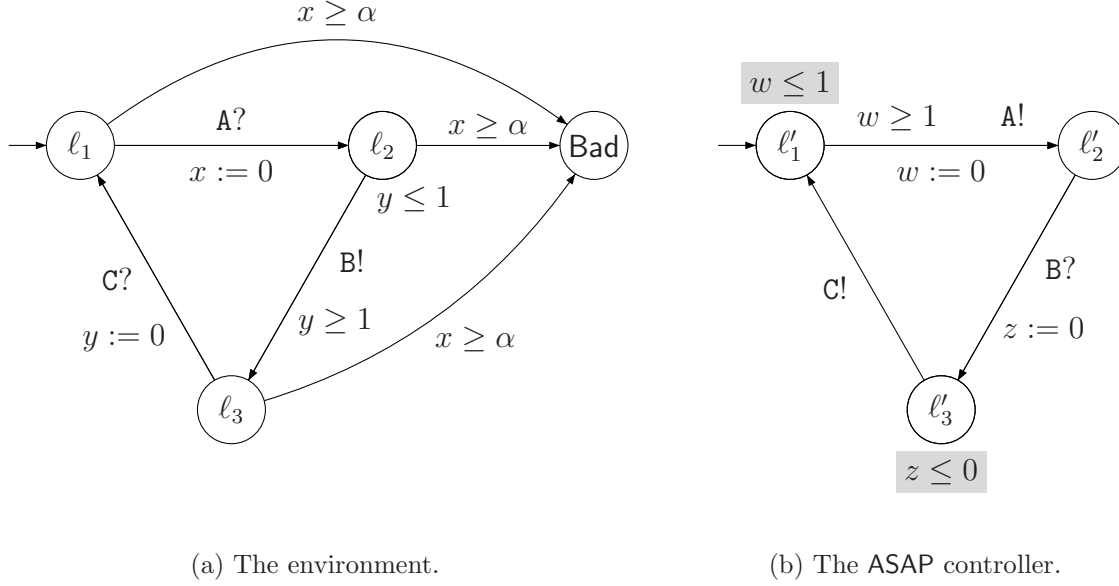 x ≥ α
w ≤ 1
ℓ₁
A?
x := 0
ℓ₂
x ≥ α
Bad
ℓ′₁
w ≥ 1
A!
w := 0
ℓ′₂
y ≤ 1
C?
B!
y := 0
y ≥ 1
x ≥ α
C!
B?
z := 0
ℓ₃
ℓ′₃
z ≤ 0
(a) The environment.
(b) The ASAP controller.